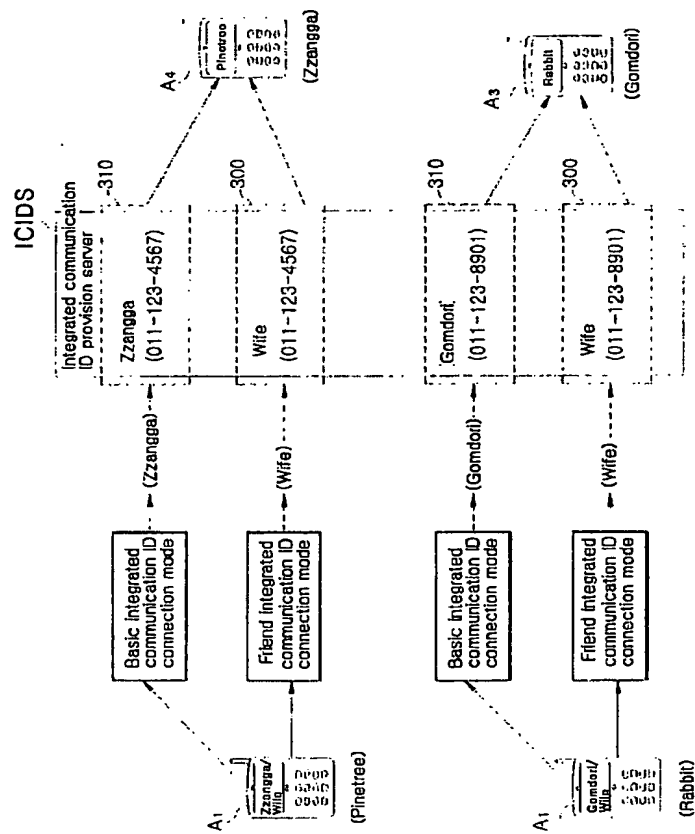 ICIDS
Integrated communication
ID provision server
310
Zzangga
(011-123-4567)
300
Wife
(011-123-4567)
310
Gomdori
(011-123-8901)
300
Wife
(011-123-8901)
A1
Zzangga/
Wife
(Pinetree)
Basic integrated
communication ID
connection mode
(Zzangga)
Friend integrated
communication ID
connection mode
(Wife)
A4
Pinetree
(Zzangga)
A1
Gomdori/
Wife
(Rabbit)
Basic integrated
communication ID
connection mode
(Gomdori)
Friend integrated
communication ID
connection mode
(Wife)
A3
Rabbit
(Gomdori)